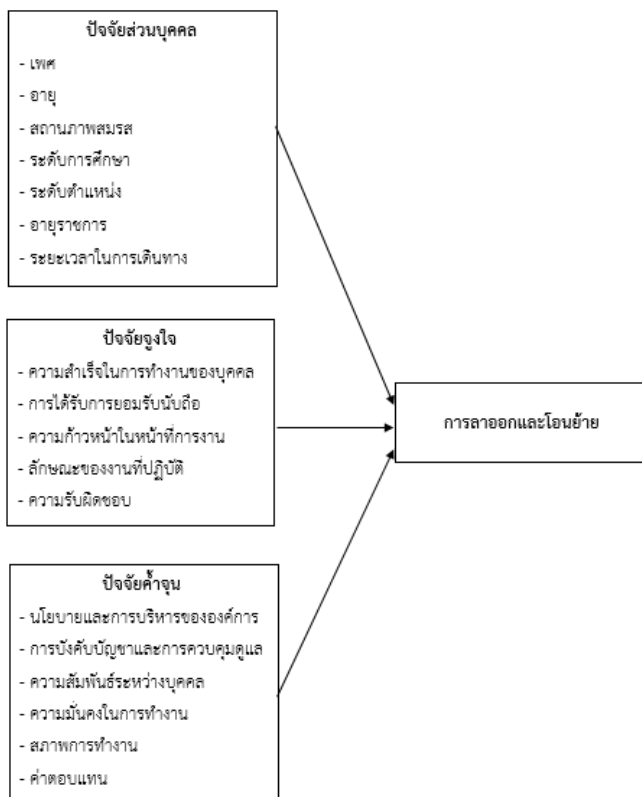 ปัจจัยส่วนบุคคล
- เพศ
- อายุ
- สถานภาพสมรส
- ระดับการศึกษา
- ระดับตำแหน่ง
- อายุราชการ
- ระยะเวลาในการเดินทาง
ปัจจัยจูงใจ
- ความสำเร็จในการทำงานของบุคคล
- การได้รับการยอมรับนับถือ
- ความก้าวหน้าในหน้าที่การงาน
- ลักษณะของงานที่ปฏิบัติ
- ความรับผิดชอบ
การลาออกและโอนย้าย
ปัจจัยค้ำจุน
- นโยบายและการบริหารขององค์การ
- การบังคับบัญชาและการควบคุมดูแล
- ความสัมพันธ์ระหว่างบุคคล
- ความมั่นคงในการทำงาน
- สภาพการทำงาน
- ค่าตอบแทน